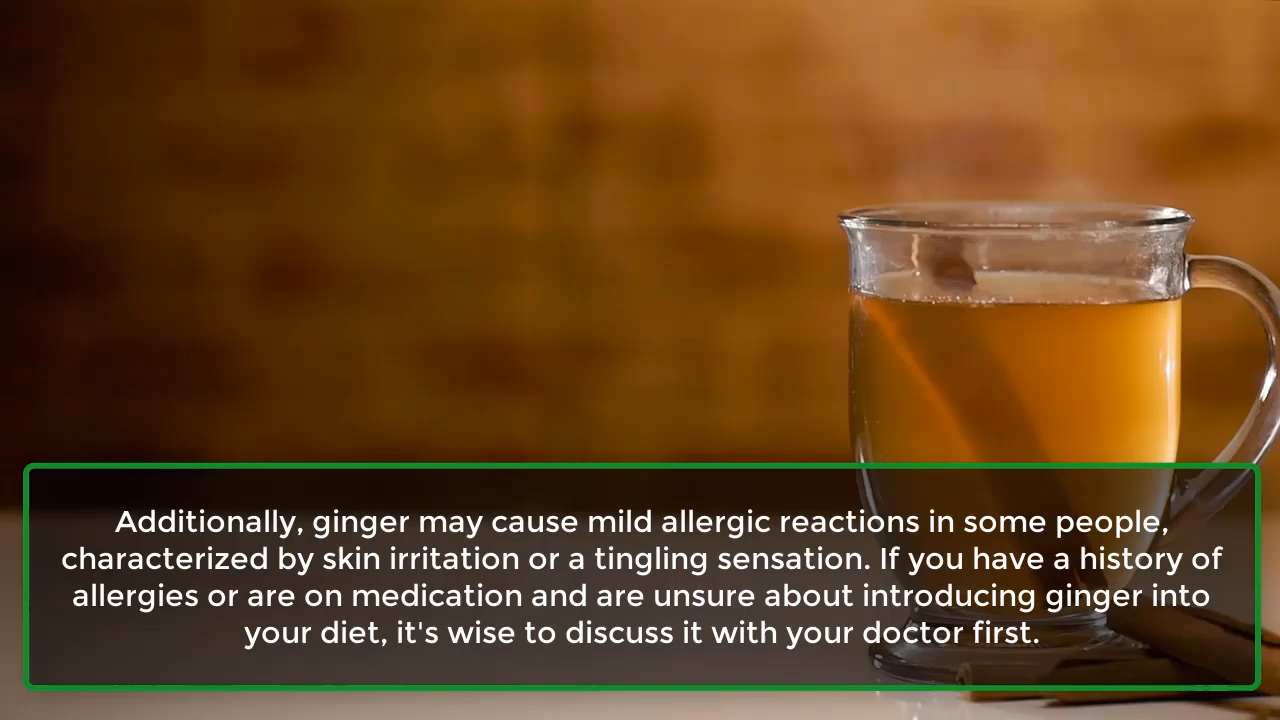 Additionally, ginger may cause mild allergic reactions in some people,
characterized by skin irritation or a tingling sensation. If you have a history of
allergies or are on medication and are unsure about introducing ginger into
your diet, it's wise to discuss it with your doctor first.